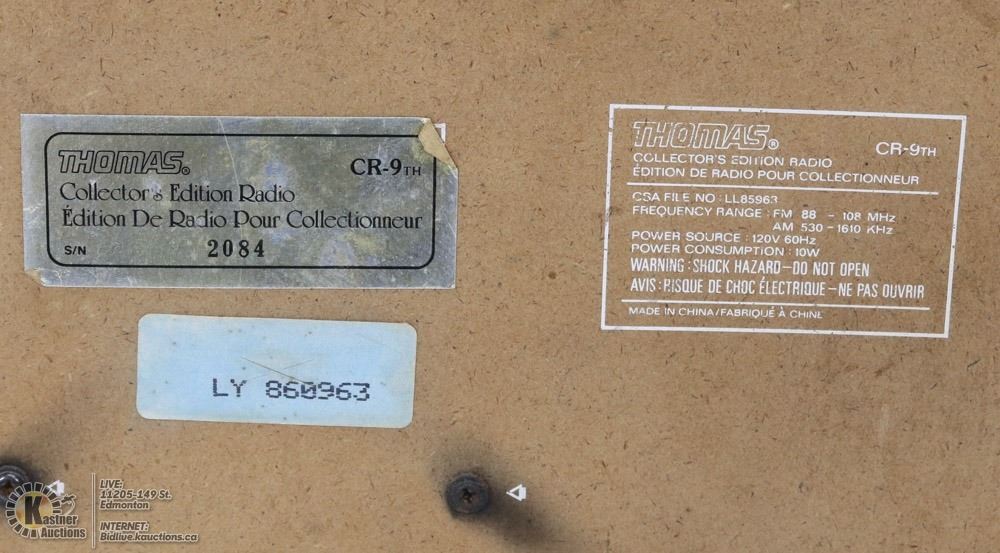 THOMAS® CR-9TH
Collector's Edition Radio
Édition De Radio Pour Collectionneur
S/N 2084
LY 860963
THOMAS® CR-9TH
COLLECTOR'S EDITION RADIO
ÉDITION DE RADIO POUR COLLECTIONNEUR
CSA FILE NO : LL85963
FREQUENCY RANGE : FM 88 - 108 MHz
AM 530 - 1610 KHz
POWER SOURCE : 120V 60Hz
POWER CONSUMPTION : 10W
WARNING : SHOCK HAZARD - DO NOT OPEN
AVIS : RISQUE DE CHOC ÉLECTRIQUE - NE PAS OUVRIR
MADE IN CHINA / FABRIQUÉ À CHINE
Kastner
Auctions
LIVE:
11205-149 St.
Edmonton
INTERNET:
Bidlive.kauctions.ca